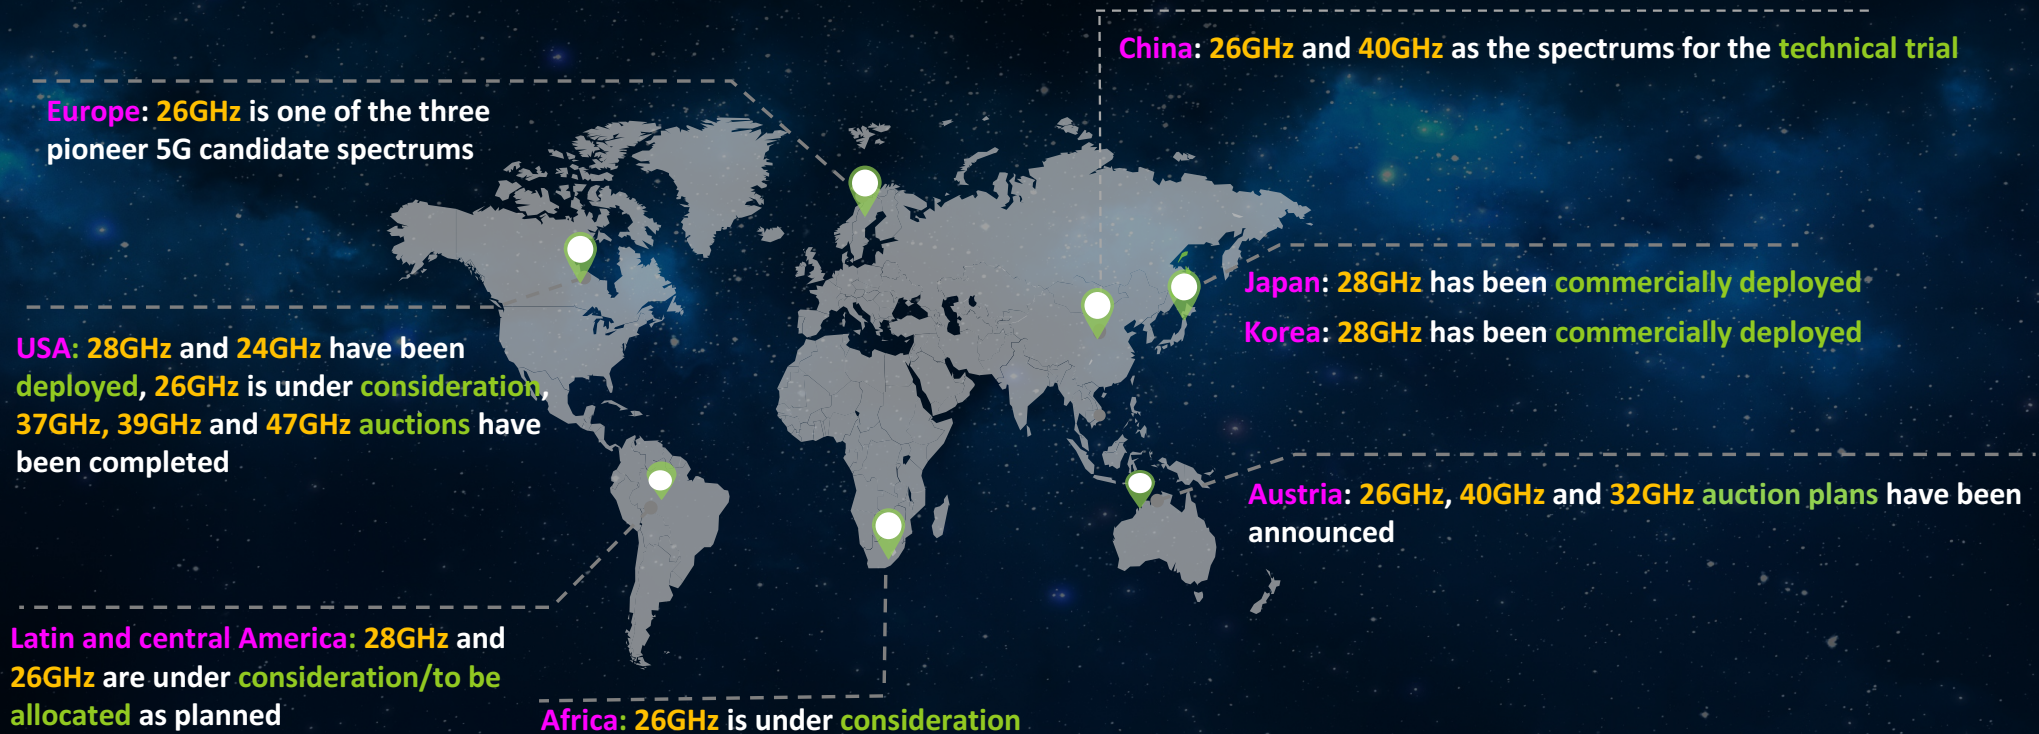 China: 26GHz and 40GHz as the spectrums for the technical trial
Europe: 26GHz is one of the three
pioneer 5G candidate spectrums
Japan: 28GHz has been commercially deployed
Korea: 28GHz has been commercially deployed
USA: 28GHz and 24GHz have been
deployed, 26GHz is under consideration,
37GHz, 39GHz and 47GHz auctions have
been completed
Austria: 26GHz, 40GHz and 32GHz auction plans have been
announced
Latin and central America: 28GHz and
26GHz are under consideration/to be
allocated as planned
Africa: 26GHz is under consideration